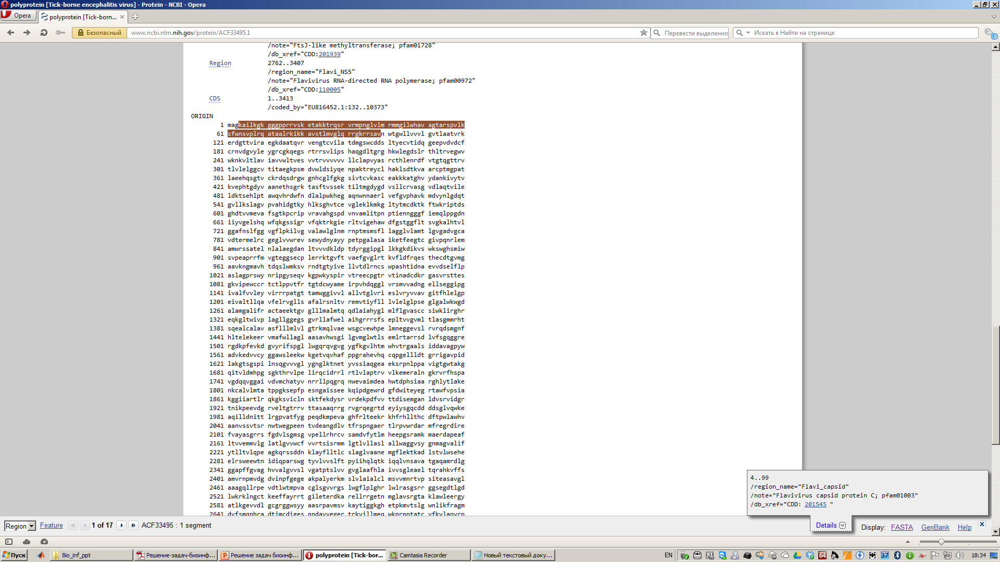 polyprotein [Tick-borne encephalitis virus] - Protein - NCBI - Opera
Opera
polyprotein [Tick-born...
Безопасный
www.ncbi.nlm.nih.gov/protein/ACF33495.1
Перевести выделенно
Искать в Найти на странице
/note="FtsJ-like methyltransferase; pfam01728"
/db_xref="CDD:201939"
Region 2762..3407
/region_name="Flavi_NS5"
/note="Flavivirus RNA-directed RNA polymerase; pfam00972"
/db_xref="CDD:110005"
CDS 1..3413
/coded_by="EU816452.1:132..10373"
ORIGIN
1 magkailkgk gggpprrvsk etakktrqsr vrmpnglvlm rmmgilwhav agtarspvlk
61 sfwnsvplrq ataalrkikk avstlmvglq rrgkrrsavn wtgwllvvvl gvtlaatvrk
121 erdgttvira egkdaatqvr vengtcvila tdmgswcdds ltyecvtidq geepvdvdcf
181 crnvdgvyle ygrcgkqegs rtrrsvlips haqgdltgrg hkwlegdslr thltrvegwv
241 wknkvltlav iavvwltves vvtrvvvvvv llclapvyas rcthlenrdf vtgtqgttrv
301 tlvlelggcv titaegkpsm dvwldsiyqe npaktreycl haklsdtkva arcptmgpat
361 laeehqsgtv ckrdqsdrgw gnhcglfgkg sivtcvkasc eakkkatghv ydankivytv
421 kvephtgdyv aanethsgrk tasftvssek tiltmgdygd vsllcrvasg vdlaqtvile
481 ldktsehlpt awqvhrdwfn dlalpwkheg aqnwnnaerl vefgvphavk mdvynlgdqt
541 gvllkslagv pvahidgtky hlksghvtce vgleklkmkg ltytmcdktk ftwkriptds
601 ghdtvvmeva fsgtkpcrip vravahgspd vnvamlitpn ptienngggf iemqlppgdn
661 iiyvgelshq wfqkgssigr vfqktrkgie rltvigehaw dfgstggflt svgkalhtvl
721 ggafnslfgg vgflpkilvg valawlglnm rnptmsmsfl lagglvlamt lgvgadvgca
781 vdtermelrc geglvvwrev sewydnyayy petpgalasa iketfeegtc givpqnrlem
841 amwrssatel nlalaegdan ltvvvdkldp tdyrggipgl lkkgkdikvs wkswghsmiw
901 svpeaprrfm vgteggsecp lerrktgvft vaefgvglrt kvfldfrqes thecdtgvmg
961 aavkngmavh tdqslwmksv rndtgtyive llvtdlrncs wpashtidna evvdselflp
1021 aslagprswy nripgyseqv kgpwkyspir vtreecpgtr vtinadcdkr gasvrsttes
1081 gkvipewccr tctlppvtfr tgtdcwyame irpvhdqggl vrsmvvadng ellseggipg
1141 ivalfvvley virrrpatgt tamwggivvl allvtglvri eslvryvvav gitfhlelgp
1201 eivaltllqa vfelrvglls afalrsnltv remvtiyfll lvlelglpse glgalwkwgd
1261 alamgalifr actaeektgv glllmalmtq qdlaiahygl mlflgvascc siwklirghr
1321 eqkgltwivp lagllggegs gvrllafwel aihgrrrsfs epltvvgvml tlasgmmrht
1381 sqealcalav asflllmlvl gtrkmqlvae wsgcvewhpe lmneggevsl rvrqdsmgnf
1441 hltelekeer vmafwllagl aasavhwsgi lgvmglwtls emlrtarrsd lvfsgqggre
1501 rgdkpfevkd gvyrifspgl lwgqrqvgvg ygfkgvlhtm whvtrgaals iddavagpyw
1561 advkedvvcy ggawsleekw kgetvqvhaf ppgrahevhq cqpgellldt grrigavpid
1621 lakgtsgspi lnsqgvvvgl ygnglktnet yvssiaqgea eksrpnlppa vigtgwtakg
1681 qitvldmhpg sgkthrvlpe lirqcidrrl rtlvlaptrv vlkemeraln gkrvrfhspa
1741 vgdqqvggai vdvmchatyv nrrllpqgrq nwevaimdea hwtdphsiaa rghlytlake
1801 nkcalvlmta tppgksepfp esngaissee kqipdgewrd gfdwiteyeg rtawfvpsia
1861 kggiiartlr qkgksvicln sktfekdysr vrdekpdfvv ttdisemgan ldvsrvidgr
1921 tnikpeevdg rveltgtrrv ttasaaqrrg rvgrqegrtd eyiysgqcdd ddsglvqwke
1981 aqilldnitt lrgpvatfyg peqdkmpeva ghfrlteekr khfrhllthc dftpwlawhv
2041 aanvssvtsr nwtwegpeen tvdeangdlv tfrspngaer tlrpvwrdar mfregrdire
2101 fvayasgrrs fgdvlsgmsg vpellrhrcv samdvfytlm heepgsramk maerdapeaf
2161 ltvvemmvlg latlgvvwcf vvrtsisrmm lgtlvllasl allwaggvsy gnmagvalif
2221 ytlltvlqpe agkqrssddn klayflltlc slaglvaane mgflektkad lstvlwsehe
2281 elrsweewtn idiqparswg tyvlvvslft pyiihqlqtk iqqlvnsava tgaqamrdlg
2341 ggapffgvag hvvalgvvsl vgatptslvv gvglaafhla ivvsgleael tqrahkvffs
2401 amvrnpmvdg dvinpfgege akpalyerkm slvlaialcl msvvmnrtvp siteasavgl
2461 aaagqllrpe vdtlwtmpva cglsgvvrgs lwgflplghr lwlrasgsrr ggsegdtlgd
2521 lwkrklngct keeffayrrt gileterdka rellrrgetn mglavsrgta klawleergy
2581 atlkgevvdl gcgrggwsyy aasrpavmsv kaytiggkgh etpkmvtslg wnlikfragm
2641 dvfsmqphra dtimcdiges nndavveger trkvillmeq wknrnptatc vfkvlanvrn
4..99
/region_name="Flavi_capsid"
/note="Flavivirus capsid protein C; pfam01003"
/db_xref="CDD: 201545 "
Region Feature 1 of 17 ACF33495 : 1 segment Details Display: FASTA GenBank Help
Пуск Bio_inf_ppt Решение-задач-биоинф... Решение задач биоинф... polyprotein [Tick-bor... Camtasia Recorder Новый текстовый доку... EN 64 37 18:34